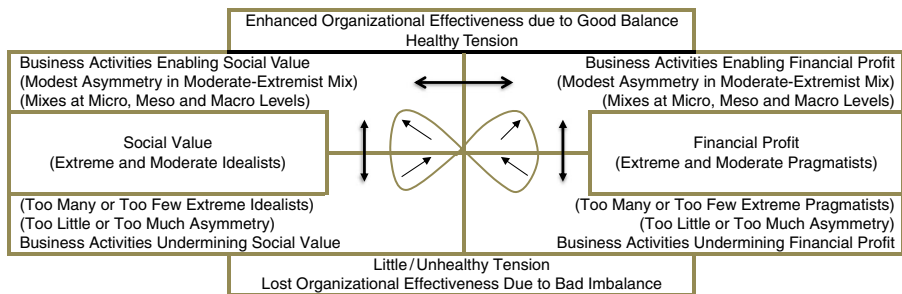 Enhanced Organizational Effectiveness due to Good Balance
Healthy Tension
Business Activities Enabling Social Value
(Modest Asymmetry in Moderate-Extremist Mix)
(Mixes at Micro, Meso and Macro Levels)
Business Activities Enabling Financial Profit
(Modest Asymmetry in Moderate-Extremist Mix)
(Mixes at Micro, Meso and Macro Levels)
Social Value
(Extreme and Moderate Idealists)
Financial Profit
(Extreme and Moderate Pragmatists)
(Too Many or Too Few Extreme Idealists)
(Too Little or Too Much Asymmetry)
Business Activities Undermining Social Value
(Too Many or Too Few Extreme Pragmatists)
(Too Little or Too Much Asymmetry)
Business Activities Undermining Financial Profit
Little/Unhealthy Tension
Lost Organizational Effectiveness Due to Bad Imbalance